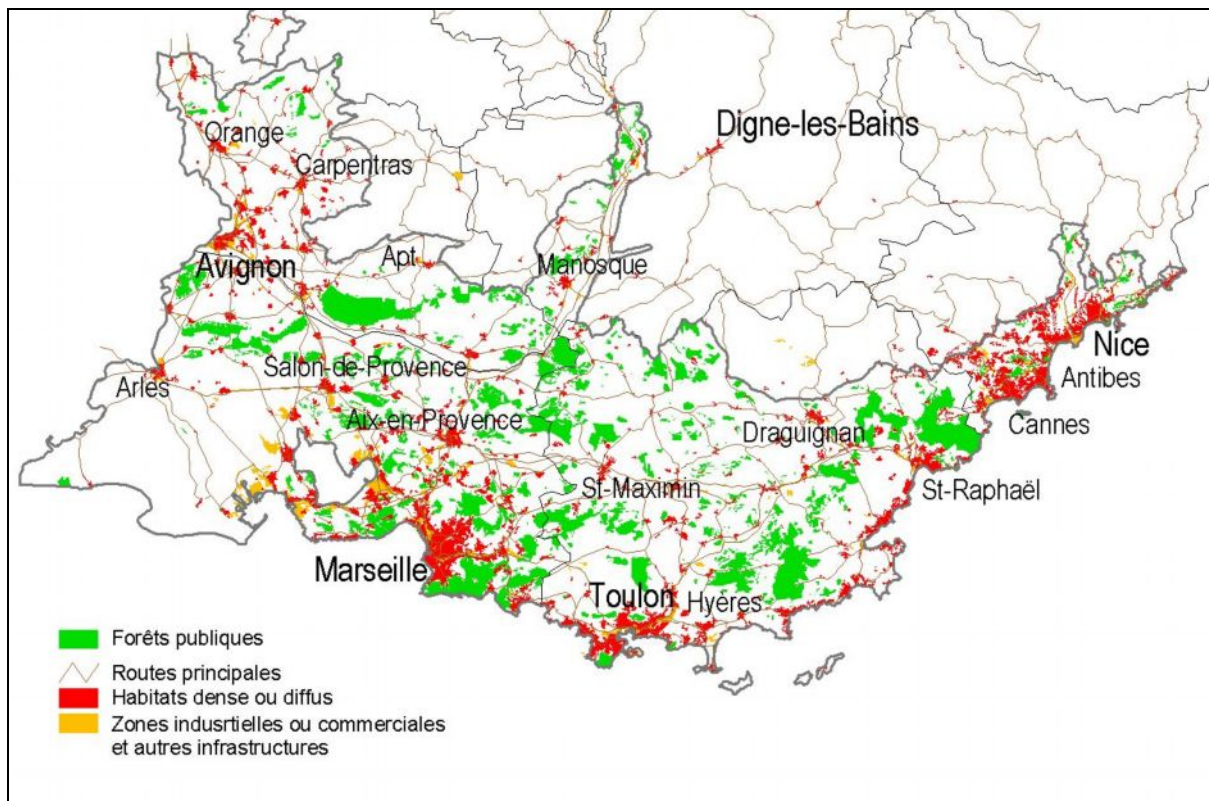 Orange
Carpentras
Digne-les-Bains
Avignon
Apt
Manosque
Nice
Arles
Salon-de-Provence
Antibes
Aix-en-Provence
Draguignan
Cannes
St-Maximin
St-Raphaël
Marseille
Toulon
Hyères
Forêts publiques
Routes principales
Habitats dense ou diffus
Zones indusrtielles ou commerciales
et autres infrastructures